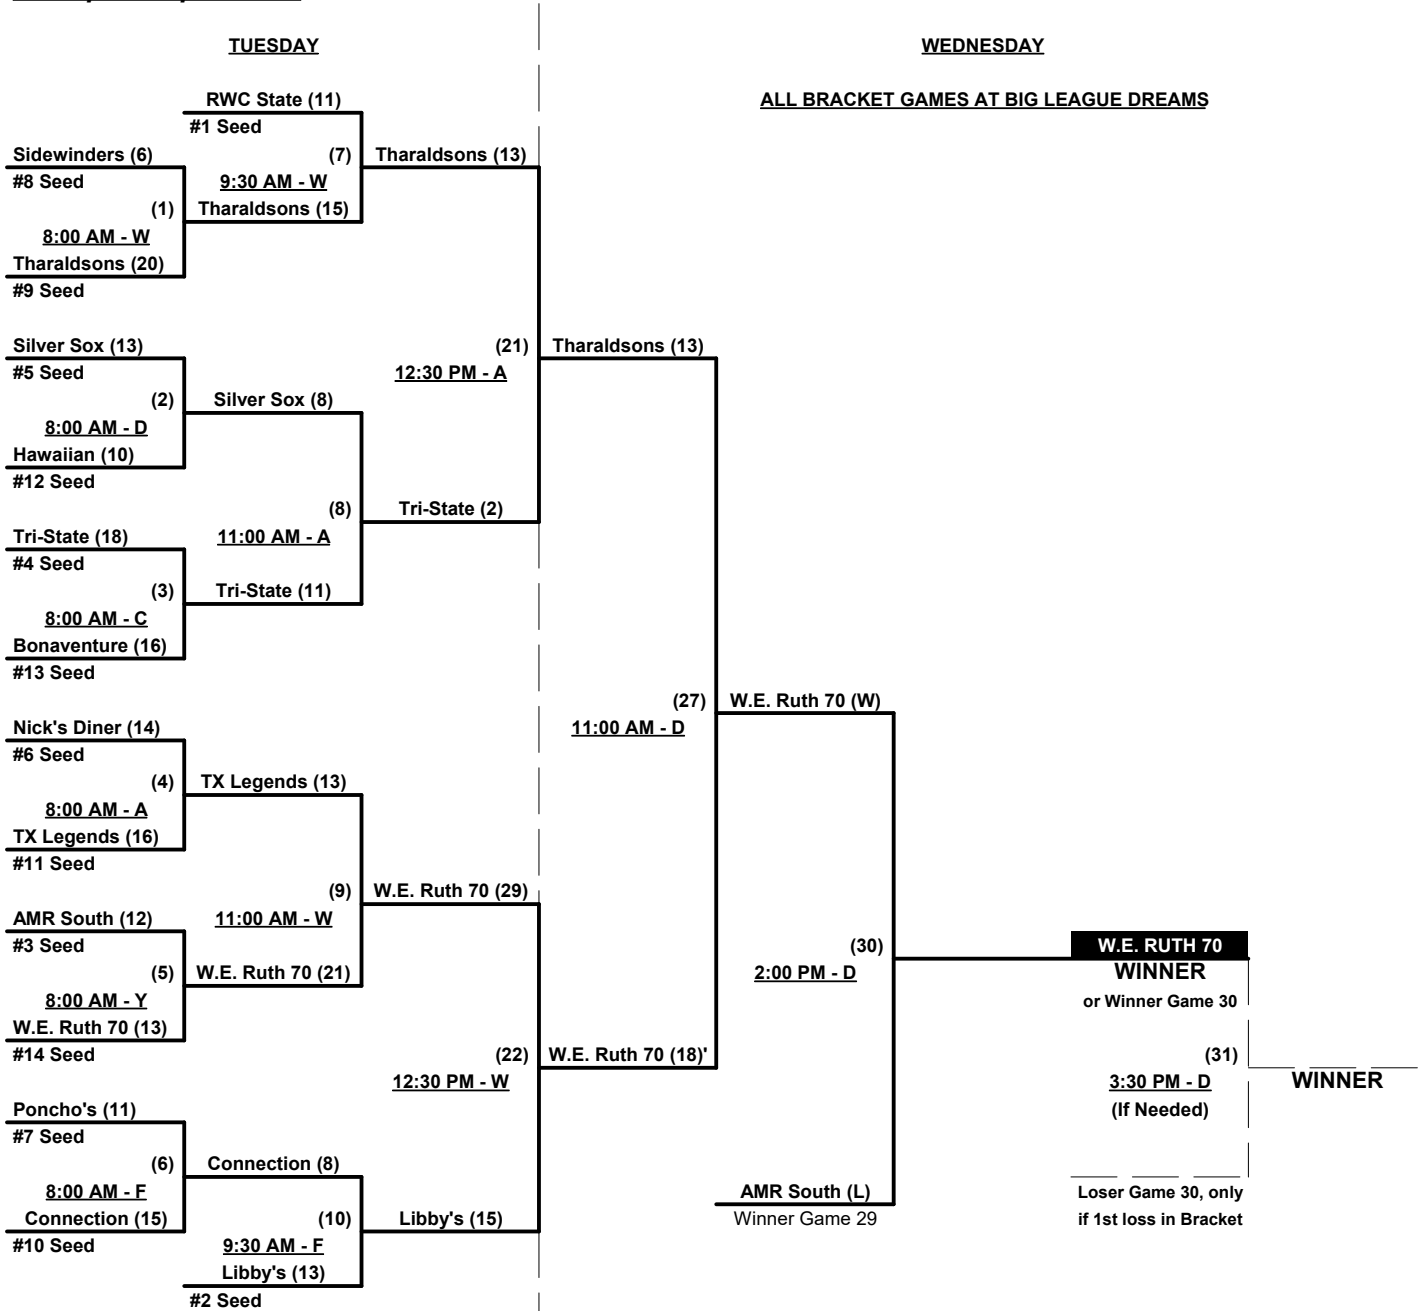 TUESDAY
WEDNESDAY
RWC State (11)
ALL BRACKET GAMES AT BIG LEAGUE DREAMS
#1 Seed
Sidewinders (6)
(7)
Tharaldsons (13)
#8 Seed
9:30 AM - W
(1)
Tharaldsons (15)
8:00 AM - W
Tharaldsons (20)
#9 Seed
Silver Sox (13)
(21)
Tharaldsons (13)
#5 Seed
12:30 PM - A
(2)
Silver Sox (8)
8:00 AM - D
Hawaiian (10)
#12 Seed
(8)
Tri-State (2)
Tri-State (18)
11:00 AM - A
#4 Seed
(3)
Tri-State (11)
8:00 AM - C
Bonaventure (16)
#13 Seed
(27)
W.E. Ruth 70 (W)
Nick's Diner (14)
11:00 AM - D
#6 Seed
(4)
TX Legends (13)
8:00 AM - A
TX Legends (16)
#11 Seed
(9)
W.E. Ruth 70 (29)
AMR South (12)
11:00 AM - W
#3 Seed
(30)
W.E. RUTH 70
(5)
W.E. Ruth 70 (21)
2:00 PM - D
WINNER
8:00 AM - Y
or Winner Game 30
W.E. Ruth 70 (13)
#14 Seed
(22)
W.E. Ruth 70 (18)'
(31)
12:30 PM - W
3:30 PM - D
WINNER
Poncho's (11)
(If Needed)
#7 Seed
(6)
Connection (8)
8:00 AM - F
AMR South (L)
Loser Game 30, only
Connection (15)
(10)
Libby's (15)
Winner Game 29
if 1st loss in Bracket
#10 Seed
9:30 AM - F
Libby's (13)
#2 Seed